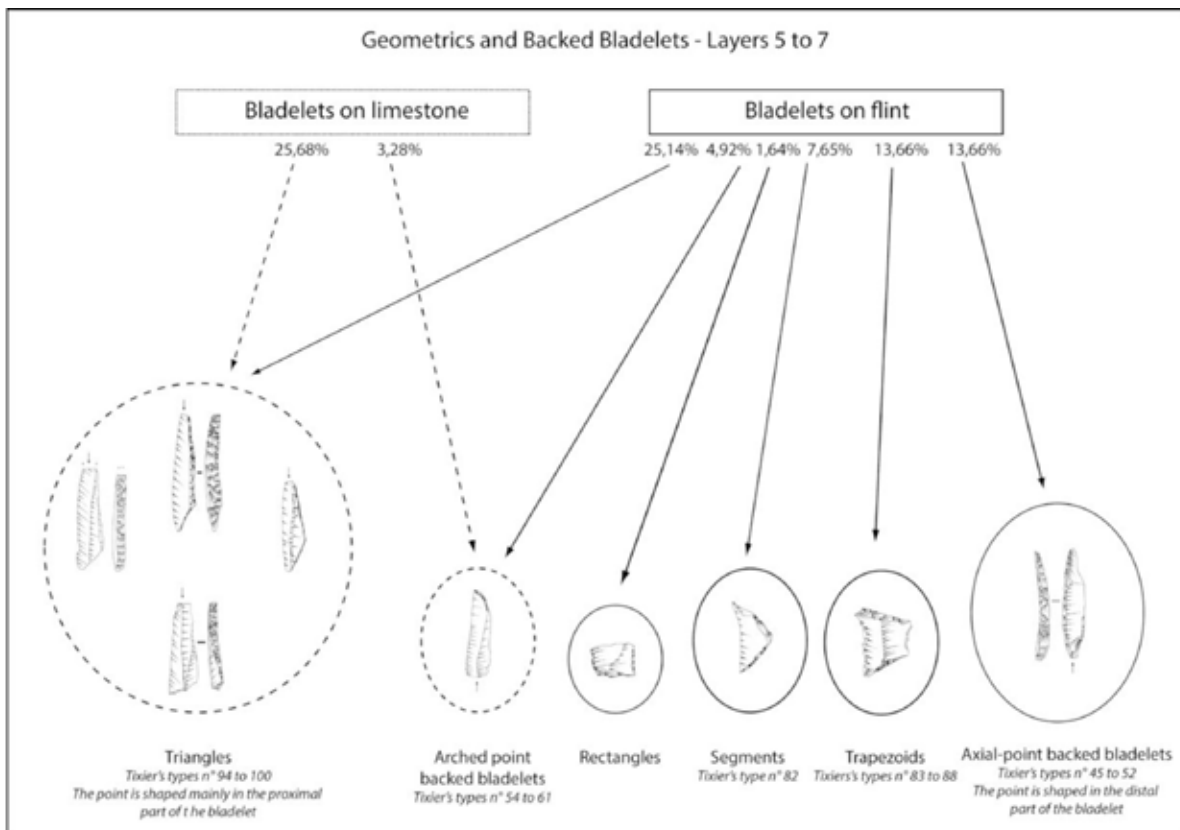 Geometrics and Backed Bladelets - Layers 5 to 7
Bladelets on limestone
Bladelets on flint
25,68% 3,28%
25,14% 4,92% 1,64% 7,65% 13,66% 13,66%
Triangles
Tixier's types n° 94 to 100
The point is shaped mainly in the proximal
part of t he bladelet
Arched point
backed bladelets
Tixier's types n° 54 to 61
Rectangles
Segments
Tixier's type n° 82
Trapezoids
Tixiers's types n° 83 to 88
Axial-point backed bladelets
Tixier's types n° 45 to 52
The point is shaped in the distal
part of the bladelet